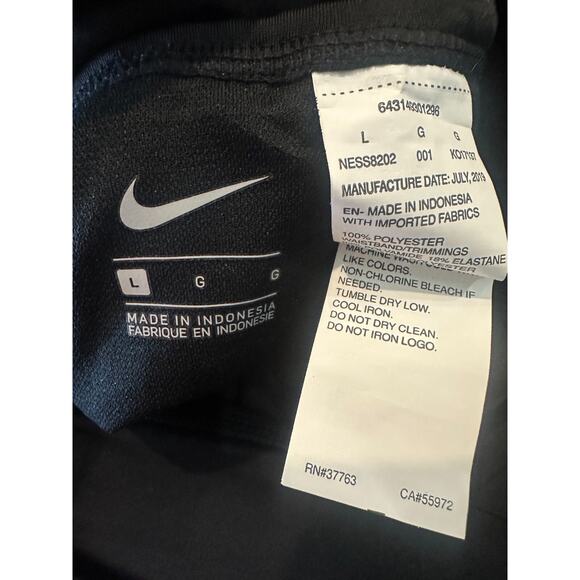 L G G
MADE IN INDONESIA
FABRIQUE EN INDONESIE
L G G
NESS8202 001
MANUFACTURE DATE: JULY, 2019
EN- MADE IN INDONESIA
WITH IMPORTED FABRICS
100% POLYESTER
WAISTBAND/TRIMMINGS
18% ELASTANE
LIKE COLORS.
NON-CHLORINE BLEACH IF
NEEDED.
TUMBLE DRY LOW.
COOL IRON.
DO NOT DRY CLEAN.
DO NOT IRON LOGO.
RN#37763 CA#55972